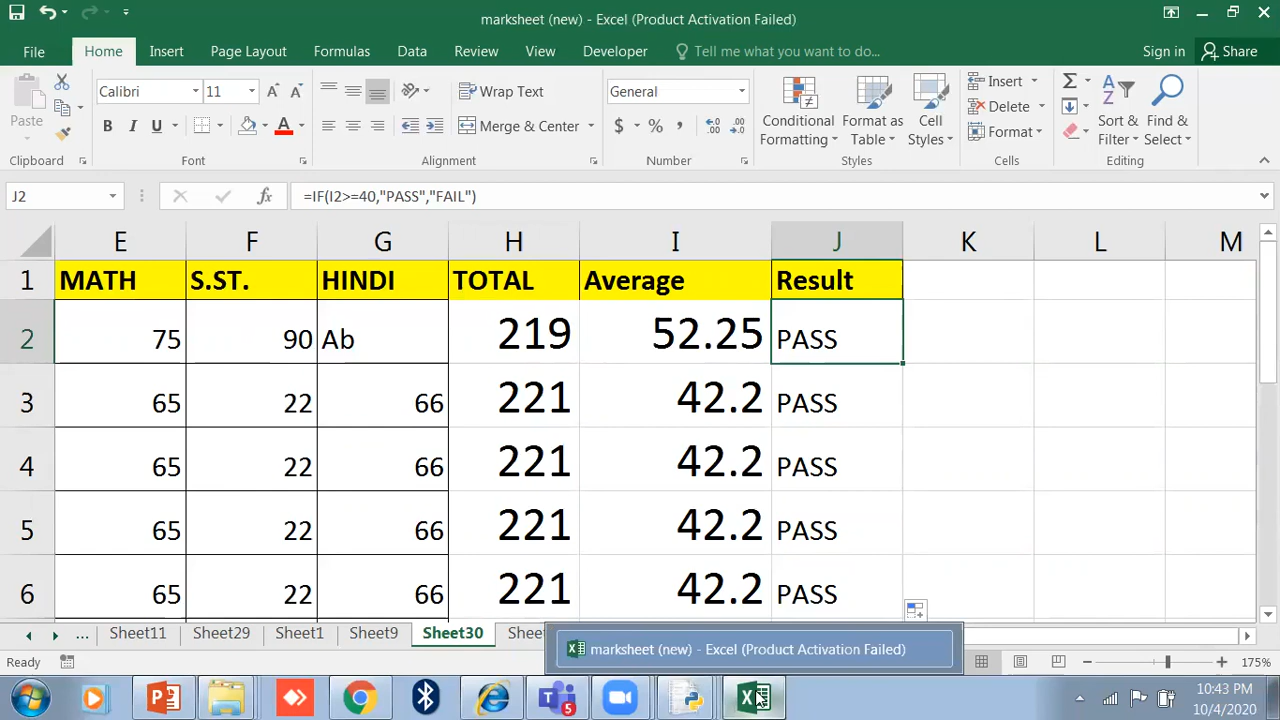 marksheet (new) - Excel (Product Activation Failed)
File Home Insert Page Layout Formulas Data Review View Developer Tell me what you want to do... Sign in Share
Paste Calibri 11 Wrap Text General Insert
B I U Merge & Center $ % , Conditional Formatting Format as Table Cell Styles Delete Format Sort & Filter Find & Select
Clipboard Font Alignment Number Styles Cells Editing
J2 fx =IF(I2>=40,"PASS","FAIL")
E F G H I J K L M
1 MATH S.ST. HINDI TOTAL Average Result
2 75 90 Ab 219 52.25 PASS
3 65 22 66 221 42.2 PASS
4 65 22 66 221 42.2 PASS
5 65 22 66 221 42.2 PASS
6 65 22 66 221 42.2 PASS
... Sheet11 Sheet29 Sheet1 Sheet9 Sheet30 Shee
marksheet (new) - Excel (Product Activation Failed)
Ready 175%
5 10:43 PM
10/4/2020